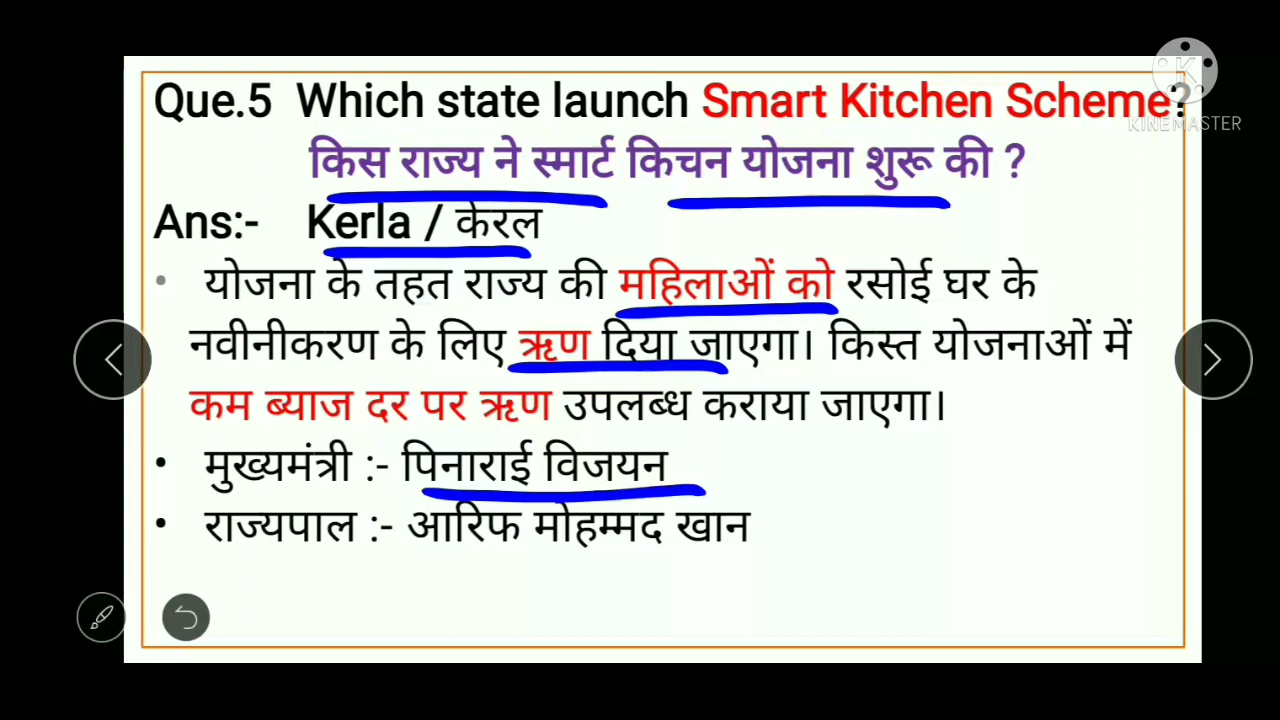 Que.5 Which state launch Smart Kitchen Scheme?
KINEMASTER
किस राज्य ने स्मार्ट किचन योजना शुरू की ?
Ans:- Kerla / केरल
• योजना के तहत राज्य की महिलाओं को रसोई घर के
नवीनीकरण के लिए ऋण दिया जाएगा। किस्त योजनाओं में
कम ब्याज दर पर ऋण उपलब्ध कराया जाएगा।
• मुख्यमंत्री :- पिनाराई विजयन
• राज्यपाल :- आरिफ मोहम्मद खान